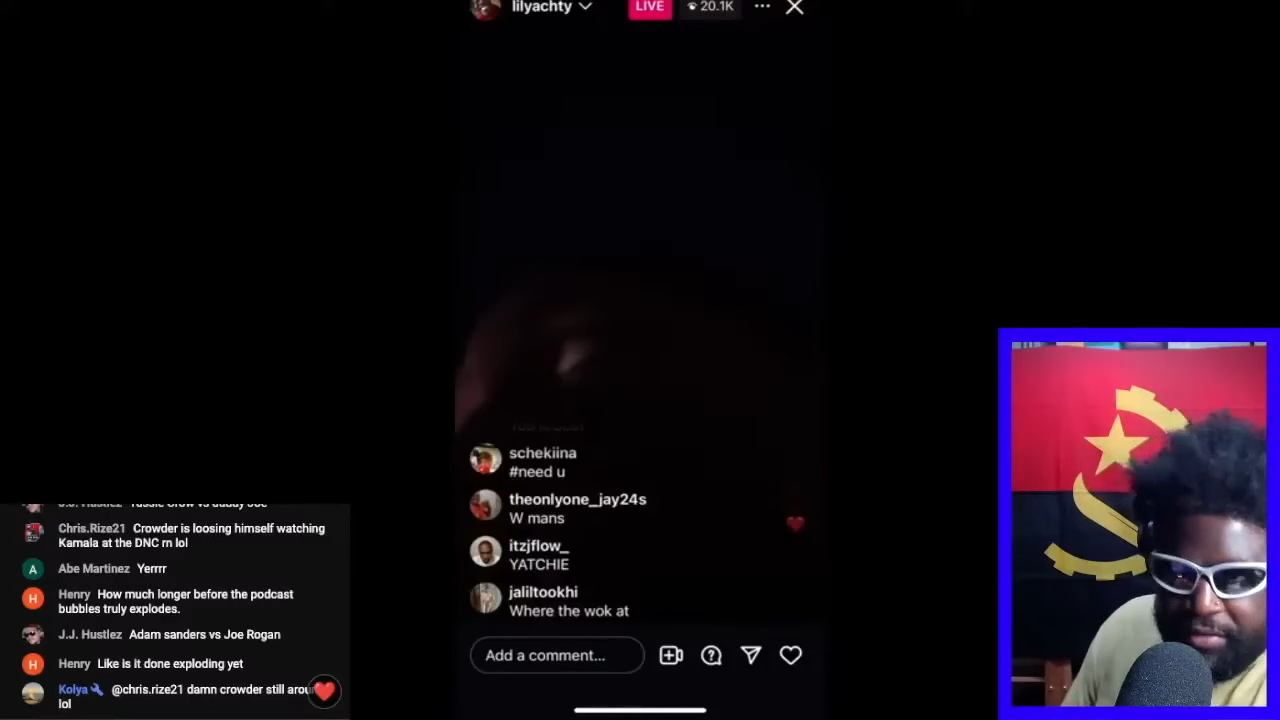 lilyachty
LIVE
20.1K
schekiina
#need u
theonlyone_jay24s
W mans
itzjflow_
YATCHIE
jaliltookhi
Where the wok at
Add a comment...
Chris.Rize21 Crowder is loosing himself watching
Kamala at the DNC rn lol
A
Abe Martinez Yerrrr
H
Henry How much longer before the podcast
bubbles truly explodes.
J.J. Hustlez Adam sanders vs Joe Rogan
H
Henry Like is it done exploding yet
Kolya @chris.rize21 damn crowder still
lol